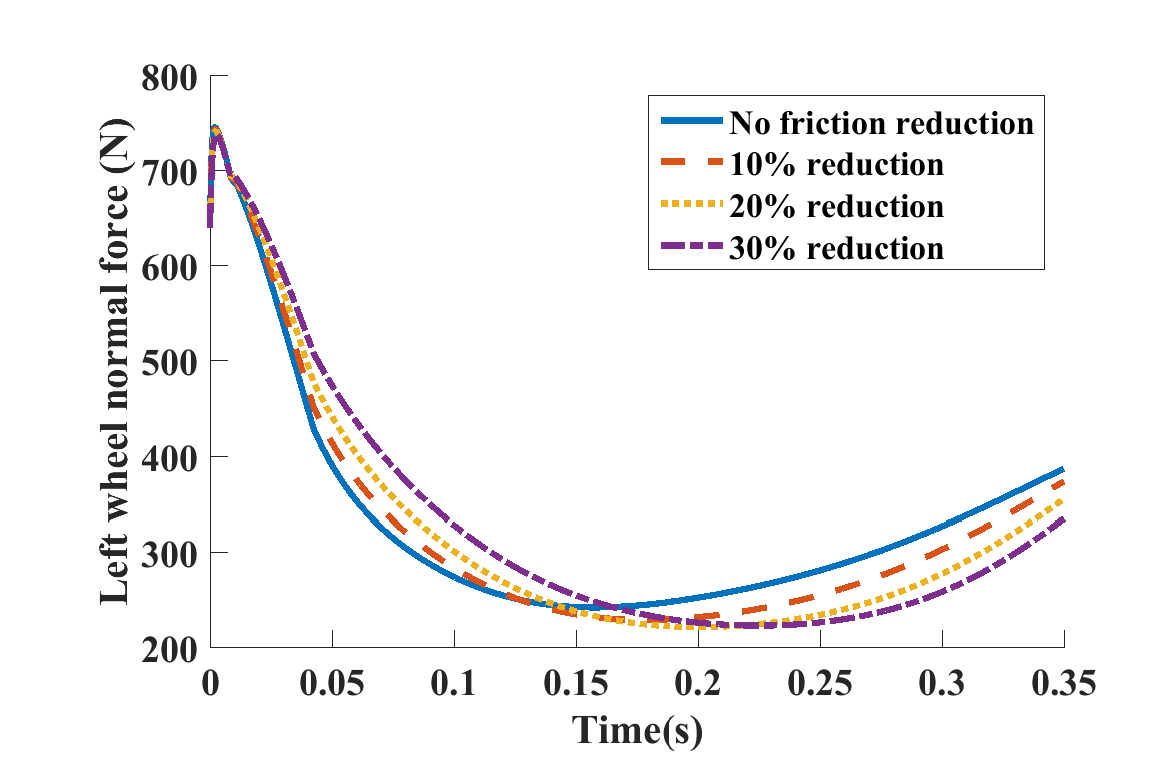 800
700
600
500
400
300
200
Left wheel normal force (N)
No friction reduction
10% reduction
20% reduction
30% reduction
0 0.05 0.1 0.15 0.2 0.25 0.3 0.35
Time(s)